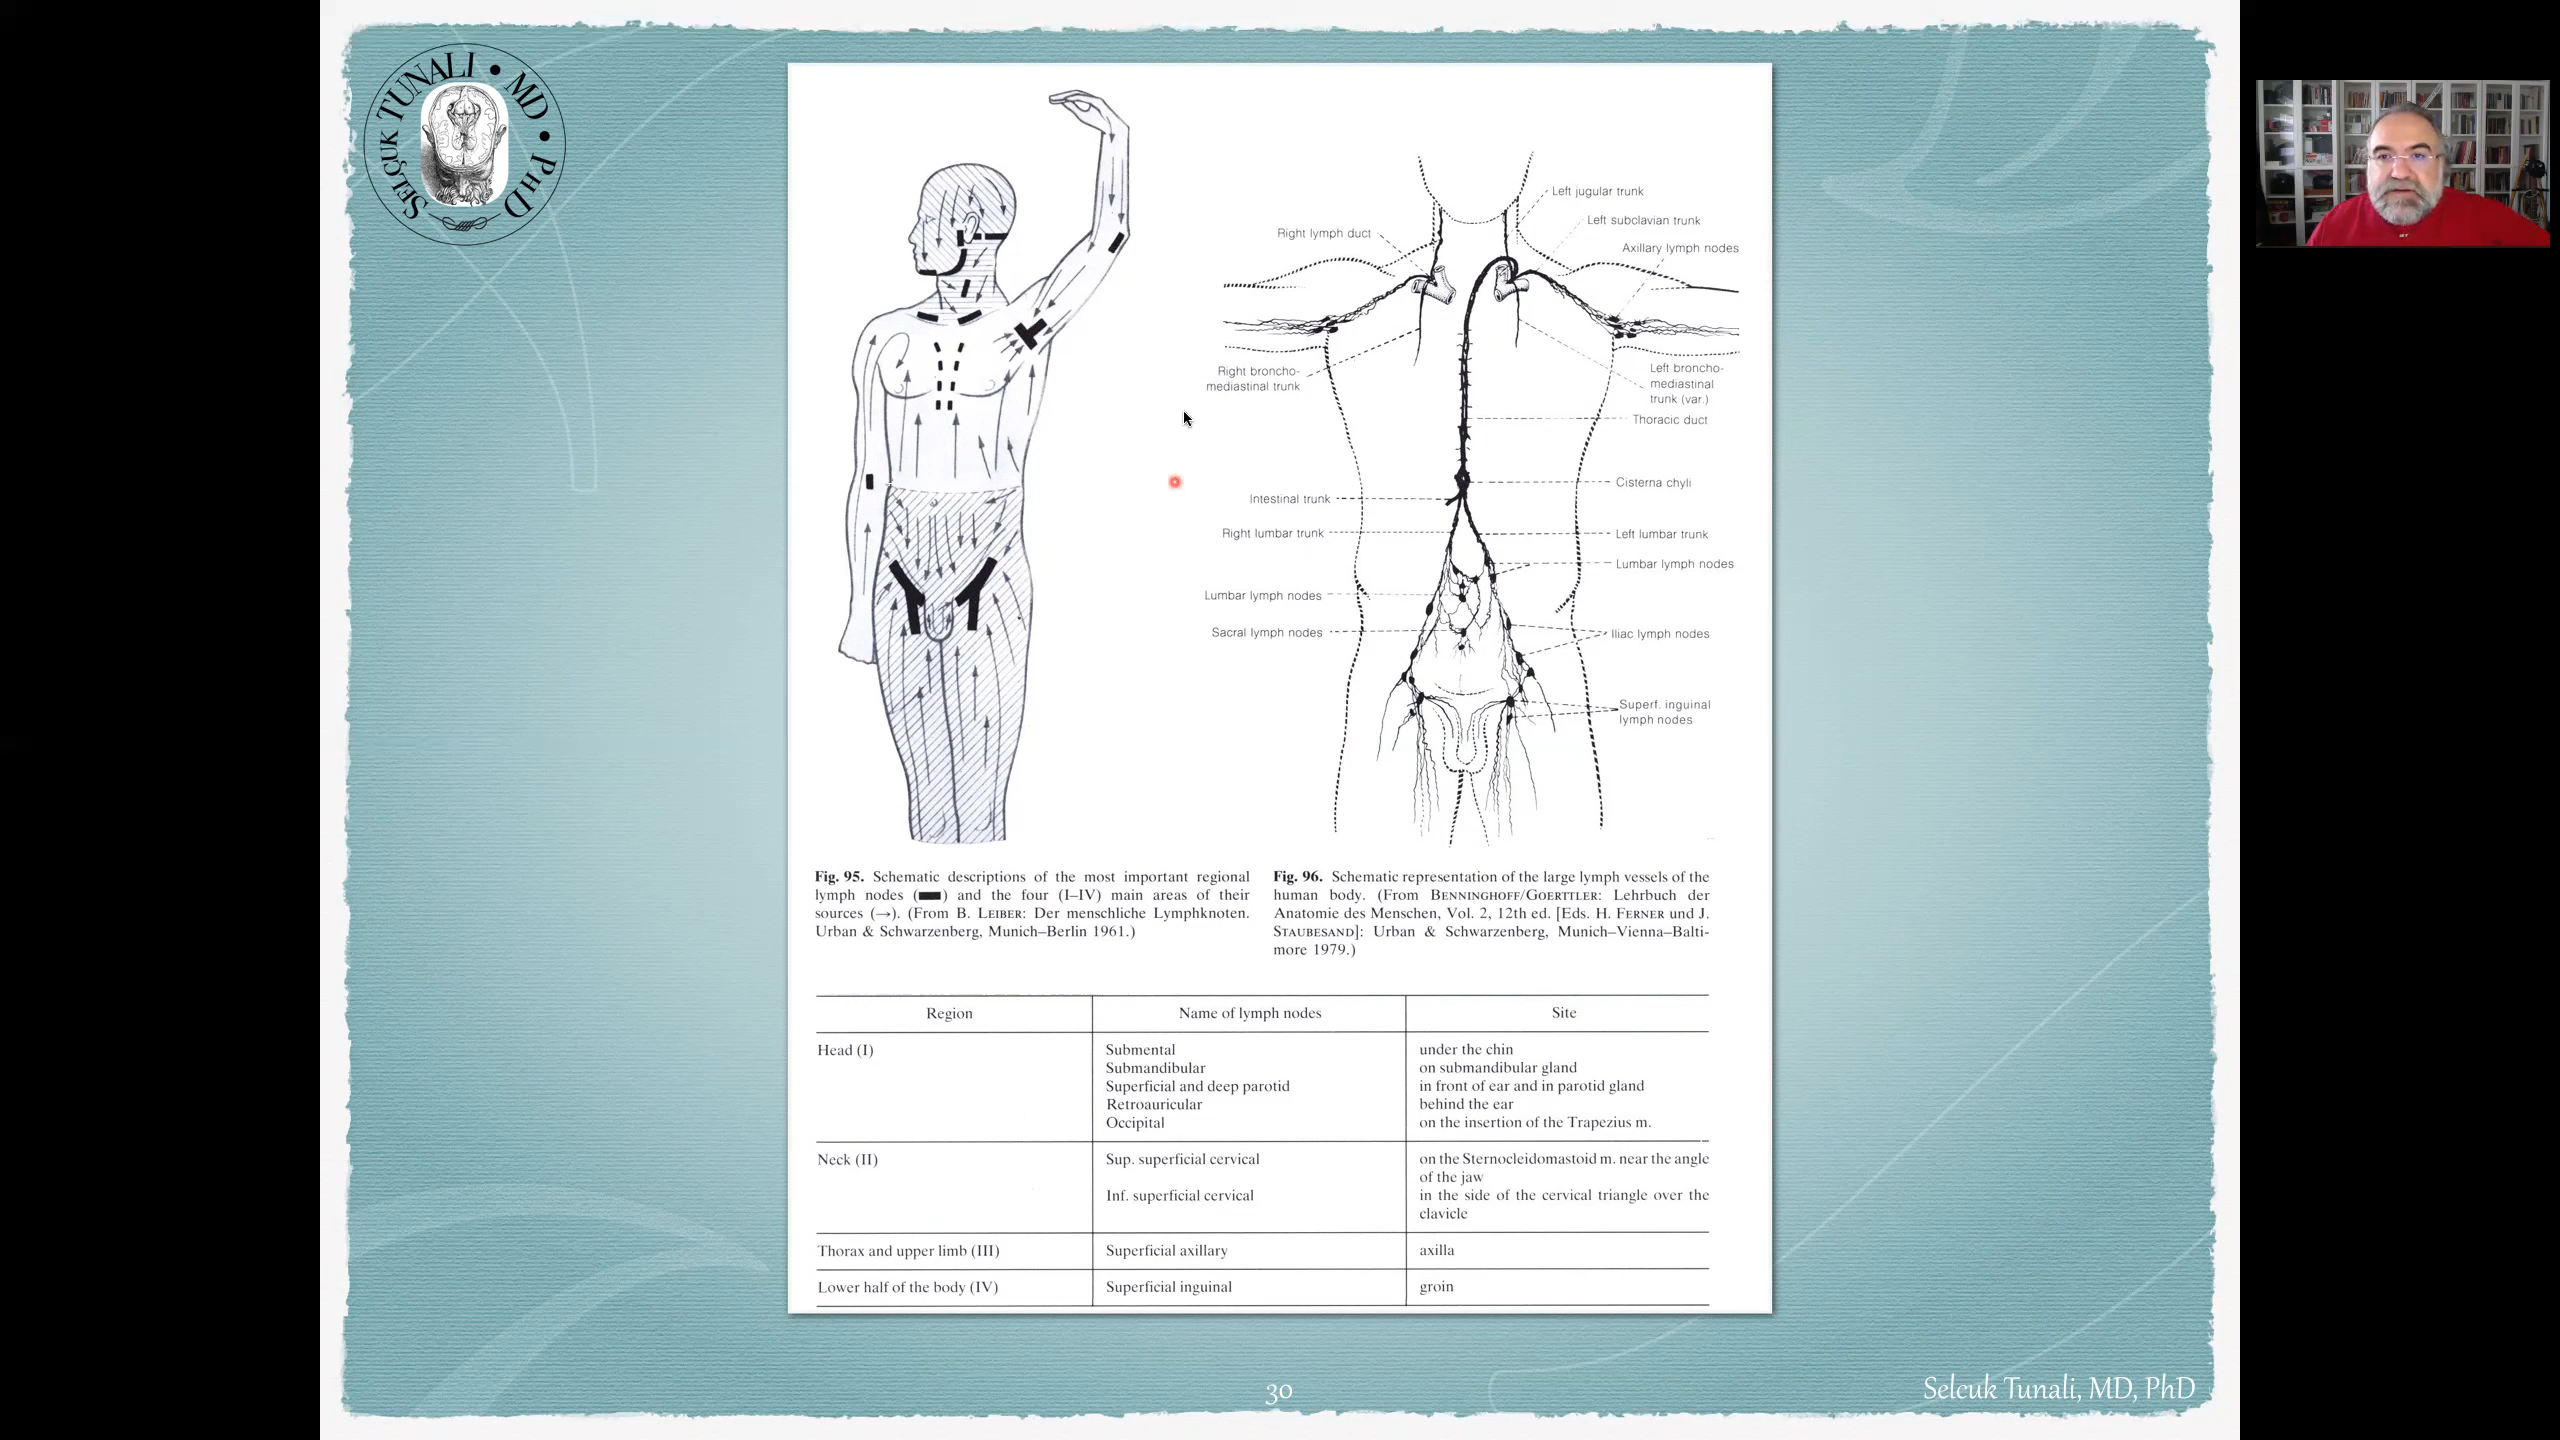 SELÇUK TUNALI • MD • PHD
Left jugular trunk
Left subclavian trunk
Right lymph duct
Axillary lymph nodes
Right broncho-
mediastinal trunk
Left broncho-
mediastinal
trunk (var.)
Thoracic duct
Cisterna chyli
Intestinal trunk
Right lumbar trunk
Left lumbar trunk
Lumbar lymph nodes
Lumbar lymph nodes
Sacral lymph nodes
Iliac lymph nodes
Superf. inguinal
lymph nodes
Fig. 95. Schematic descriptions of the most important regional
lymph nodes (▬) and the four (I–IV) main areas of their
sources (→). (From B. LEIBER: Der menschliche Lymphknoten.
Urban & Schwarzenberg, Munich–Berlin 1961.)
Fig. 96. Schematic representation of the large lymph vessels of the
human body. (From BENNINGHOFF/GOERTTLER: Lehrbuch der
Anatomie des Menschen, Vol. 2, 12th ed. [Eds. H. FERNER und J.
STAUBESAND]: Urban & Schwarzenberg, Munich–Vienna–Balti-
more 1979.)
Region Name of lymph nodes Site
Head (I) Submental under the chin
Submandibular on submandibular gland
Superficial and deep parotid in front of ear and in parotid gland
Retroauricular behind the ear
Occipital on the insertion of the Trapezius m.
Neck (II) Sup. superficial cervical on the Sternocleidomastoid m. near the angle
of the jaw
Inf. superficial cervical in the side of the cervical triangle over the
clavicle
Thorax and upper limb (III) Superficial axillary axilla
Lower half of the body (IV) Superficial inguinal groin
30
Selcuk Tunali, MD, PhD